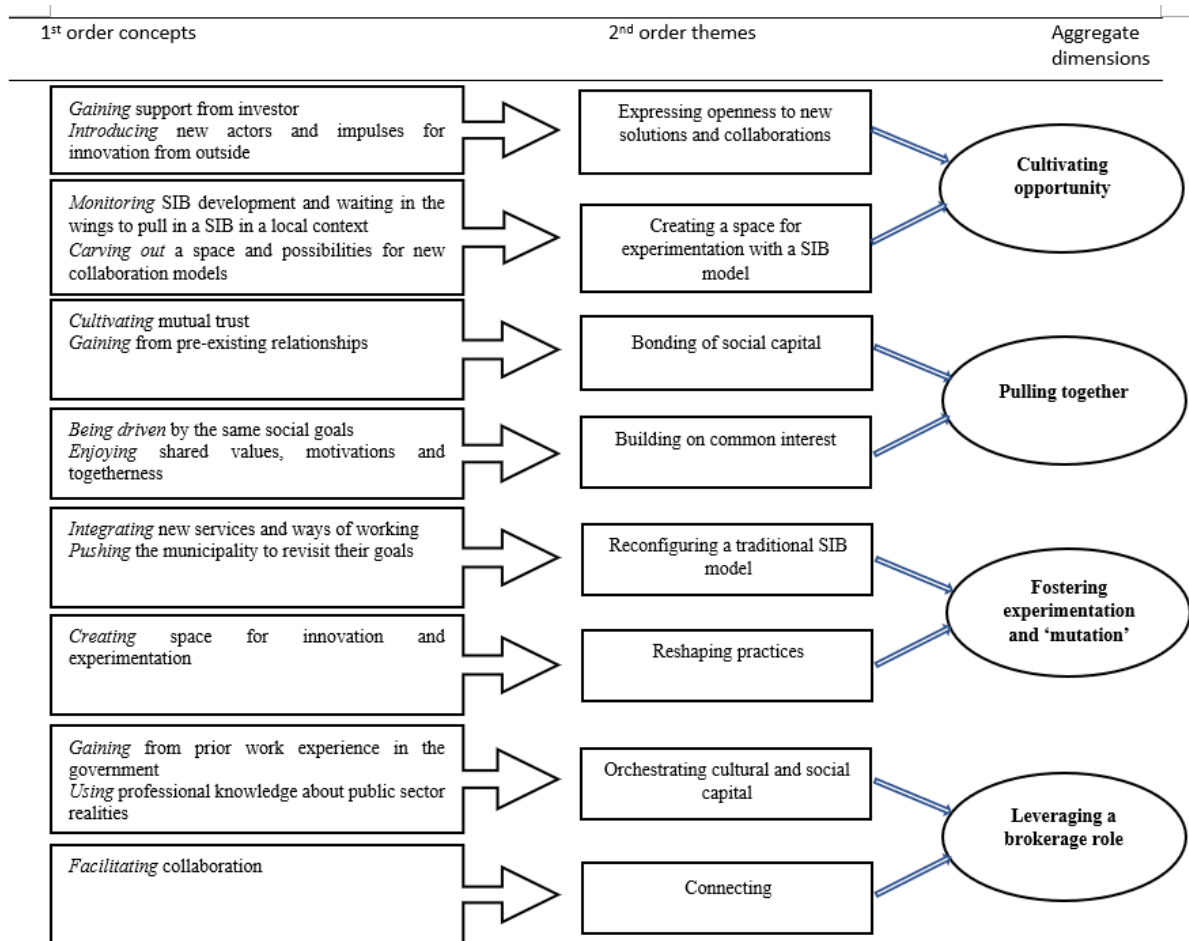 1st order concepts
2nd order themes
Aggregate
dimensions
Gaining support from investor
Introducing new actors and impulses for
innovation from outside
Expressing openness to new
solutions and collaborations
Cultivating
opportunity
Monitoring SIB development and waiting in the
wings to pull in a SIB in a local context
Carving out a space and possibilities for new
collaboration models
Creating a space for
experimentation with a SIB
model
Cultivating mutual trust
Gaining from pre-existing relationships
Bonding of social capital
Pulling together
Being driven by the same social goals
Enjoying shared values, motivations and
togetherness
Building on common interest
Integrating new services and ways of working
Pushing the municipality to revisit their goals
Reconfiguring a traditional SIB
model
Fostering
experimentation
and ‘mutation’
Creating space for innovation and
experimentation
Reshaping practices
Gaining from prior work experience in the
government
Using professional knowledge about public sector
realities
Orchestrating cultural and social
capital
Leveraging a
brokerage role
Facilitating collaboration
Connecting